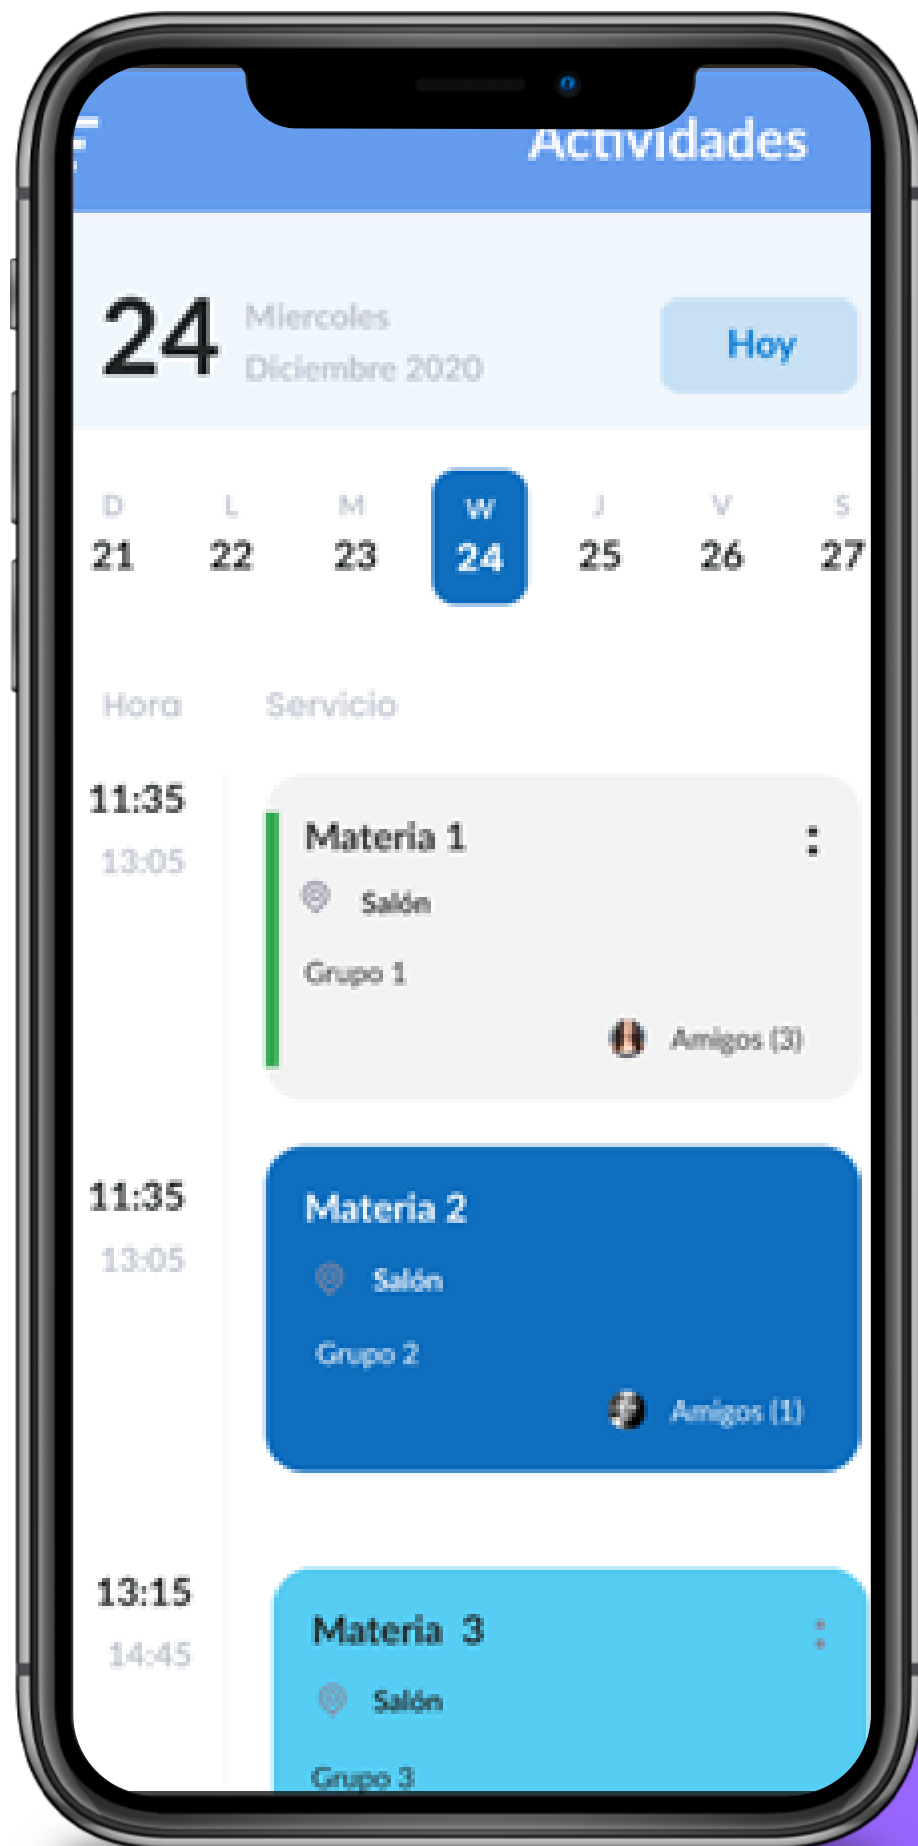 Actividades
24 Miercoles
Diciembre 2020
Hoy
D L M W J V S
21 22 23 24 25 26 27
Hora Servicio
11:35
13:05
Materia 1
Salón
Grupo 1
Amigos (3)
11:35
13:05
Materia 2
Salón
Grupo 2
Amigos (1)
13:15
14:45
Materia 3
Salón
Grupo 3